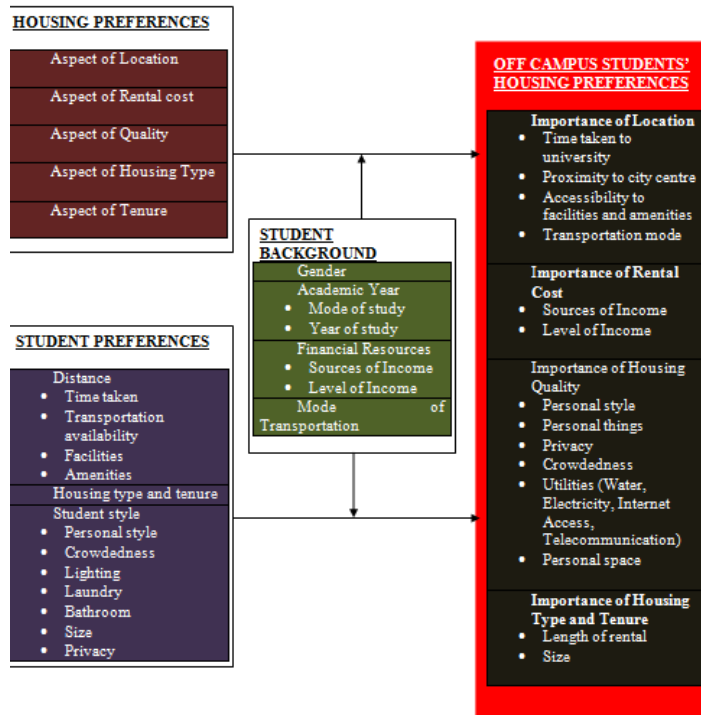 HOUSING PREFERENCES
Aspect of Location
Aspect of Rental cost
Aspect of Quality
Aspect of Housing Type
Aspect of Tenure
STUDENT PREFERENCES
Distance
• Time taken
• Transportation
availability
• Facilities
• Amenities
Housing type and tenure
Student style
• Personal style
• Crowdedness
• Lighting
• Laundry
• Bathroom
• Size
• Privacy
STUDENT
BACKGROUND
Gender
Academic Year
• Mode of study
• Year of study
Financial Resources
• Sources of Income
• Level of Income
Mode of
Transportation
OFF CAMPUS STUDENTS’
HOUSING PREFERENCES
Importance of Location
• Time taken to
university
• Proximity to city centre
• Accessibility to
facilities and amenities
• Transportation mode
Importance of Rental
Cost
• Sources of Income
• Level of Income
Importance of Housing
Quality
• Personal style
• Personal things
• Privacy
• Crowdedness
• Utilities (Water,
Electricity, Internet
Access,
Telecommunication)
• Personal space
Importance of Housing
Type and Tenure
• Length of rental
• Size